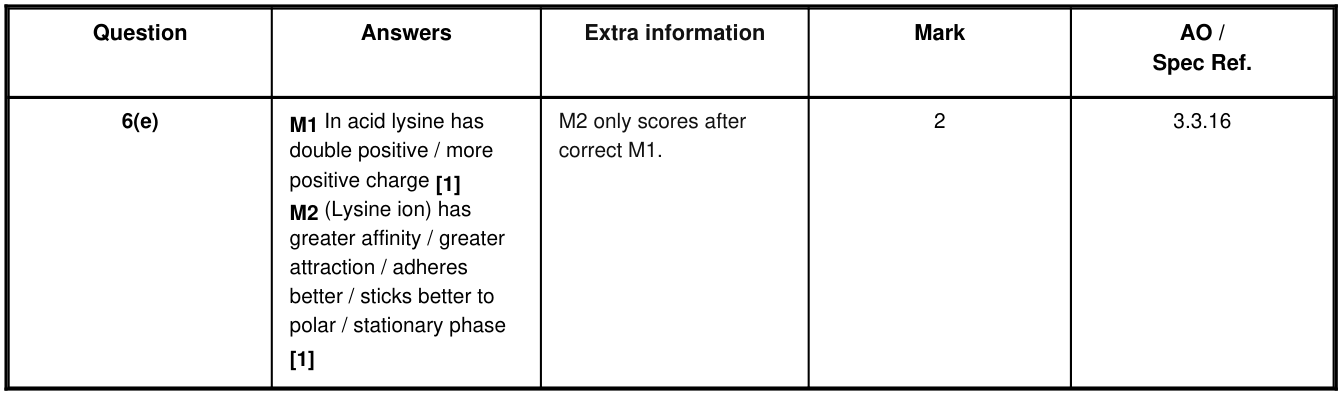 Question Answers Extra information Mark AO /
Spec Ref.
6(e) M1 In acid lysine has M2 only scores after 2 3.3.16
double positive / more correct M1.
positive charge [1]
M2 (Lysine ion) has
greater affinity / greater
attraction / adheres
better / sticks better to
polar / stationary phase
[1]